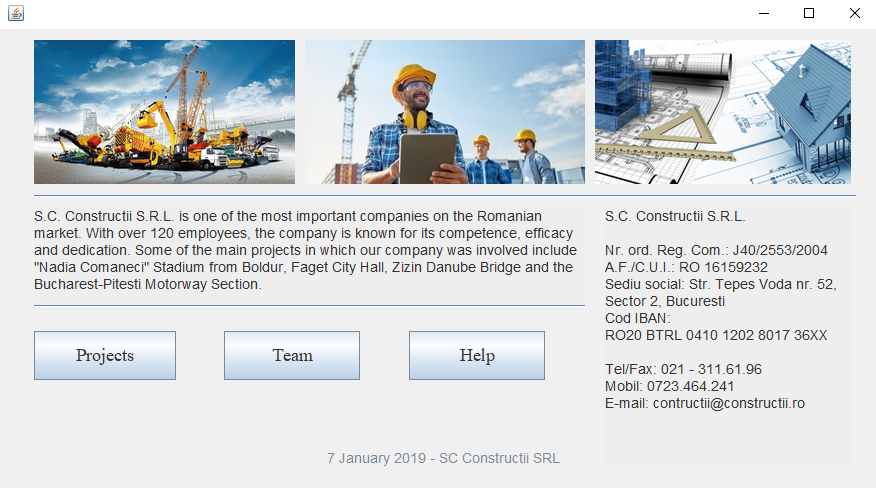 S.C. Constructii S.R.L. is one of the most important companies on the Romanian
market. With over 120 employees, the company is known for its competence, efficacy
and dedication. Some of the main projects in which our company was involved include
"Nadia Comaneci" Stadium from Boldur, Faget City Hall, Zizin Danube Bridge and the
Bucharest-Pitesti Motorway Section.
Projects
Team
Help
S.C. Constructii S.R.L.
Nr. ord. Reg. Com.: J40/2553/2004
A.F./C.U.I.: RO 16159232
Sediu social: Str. Tepes Voda nr. 52,
Sector 2, Bucuresti
Cod IBAN:
RO20 BTRL 0410 1202 8017 36XX
Tel/Fax: 021 - 311.61.96
Mobil: 0723.464.241
E-mail: contructii@constructii.ro
7 January 2019 - SC Constructii SRL